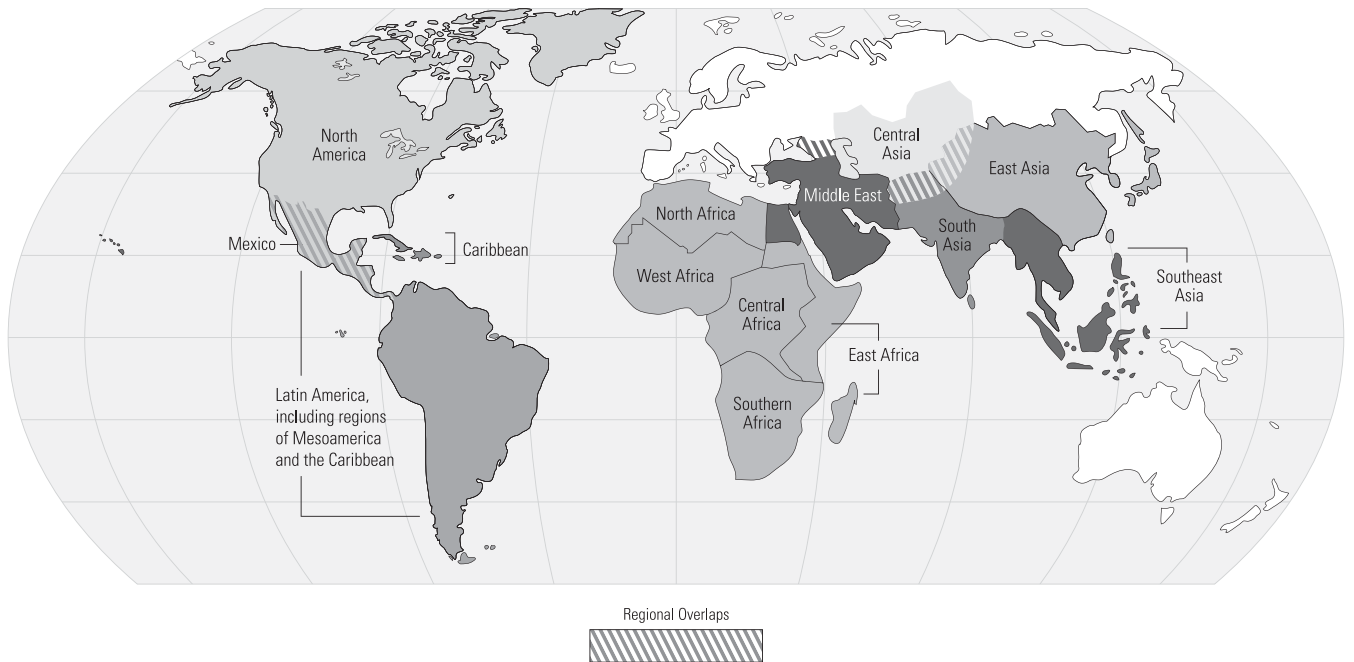 North
America
Central
Asia
East Asia
Middle East
North Africa
South
Asia
Mexico
Caribbean
West Africa
Southeast
Asia
Central
Africa
East Africa
Latin America,
including regions
of Mesoamerica
and the Caribbean
Southern
Africa
Regional Overlaps